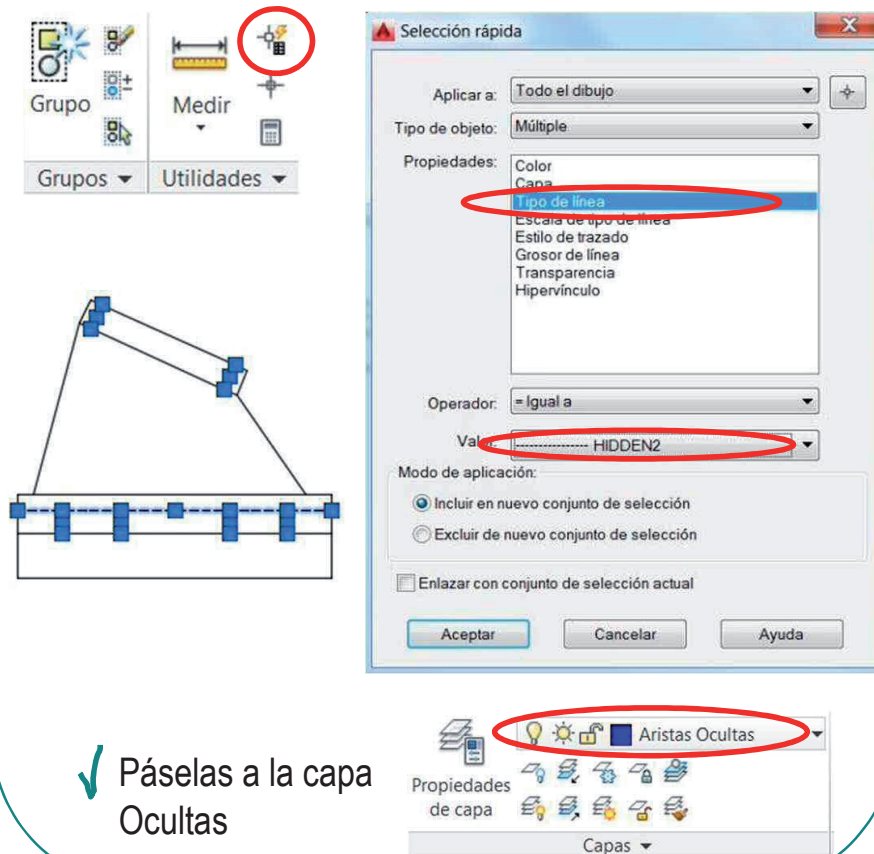 Grupo
Medir
Grupos
Utilidades
Selección rápida
X
Aplicar a: Todo el dibujo
Tipo de objeto: Múltiple
Propiedades:
Color
Capa
Tipo de línea
Escala de tipo de línea
Estilo de trazado
Grosor de línea
Transparencia
Hipervínculo
Operador: = Igual a
Valor: HIDDEN2
Modo de aplicación:
Incluir en nuevo conjunto de selección
Excluir de nuevo conjunto de selección
Enlazar con conjunto de selección actual
Aceptar Cancelar Ayuda
Páselas a la capa
Ocultas
Aristas Ocultas
Propiedades
de capa
Capas